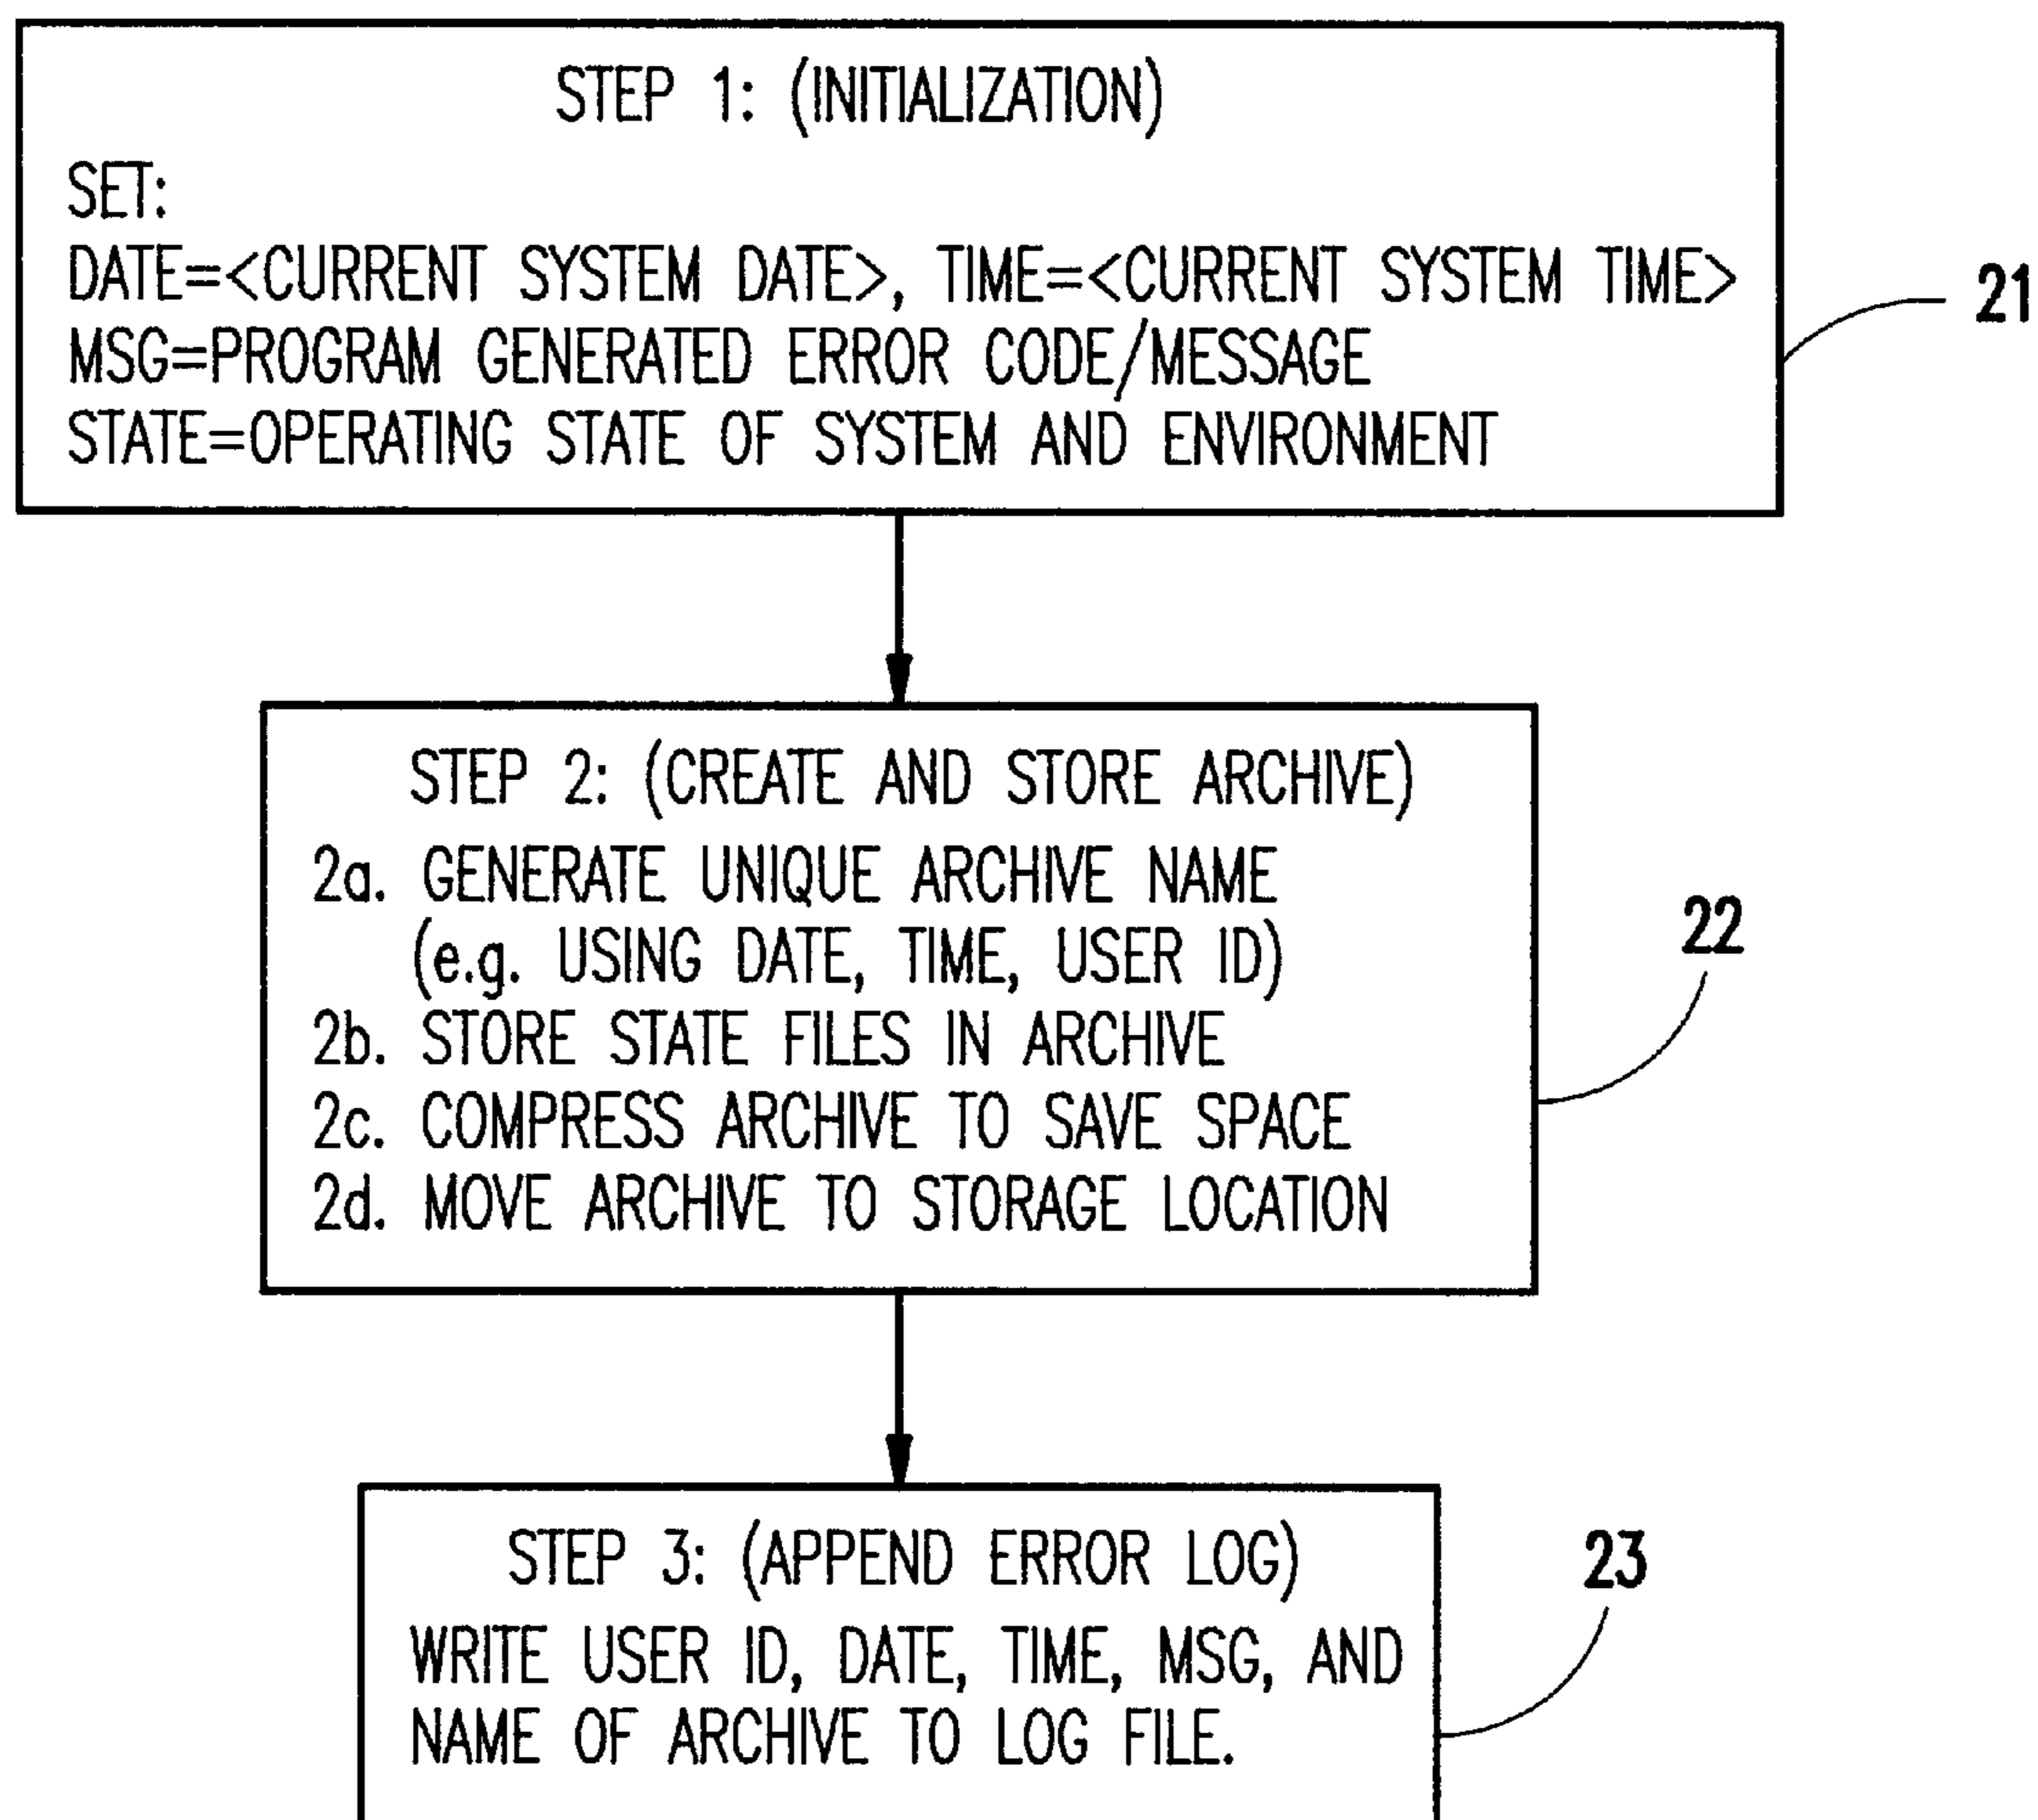 STEP 1: (INITIALIZATION)
SET:
DATE=<CURRENT SYSTEM DATE>, TIME=<CURRENT SYSTEM TIME>
MSG=PROGRAM GENERATED ERROR CODE/MESSAGE
STATE=OPERATING STATE OF SYSTEM AND ENVIRONMENT
21
STEP 2: (CREATE AND STORE ARCHIVE)
2a. GENERATE UNIQUE ARCHIVE NAME
(e.g. USING DATE, TIME, USER ID)
2b. STORE STATE FILES IN ARCHIVE
2c. COMPRESS ARCHIVE TO SAVE SPACE
2d. MOVE ARCHIVE TO STORAGE LOCATION
22
STEP 3: (APPEND ERROR LOG)
WRITE USER ID, DATE, TIME, MSG, AND
NAME OF ARCHIVE TO LOG FILE.
23